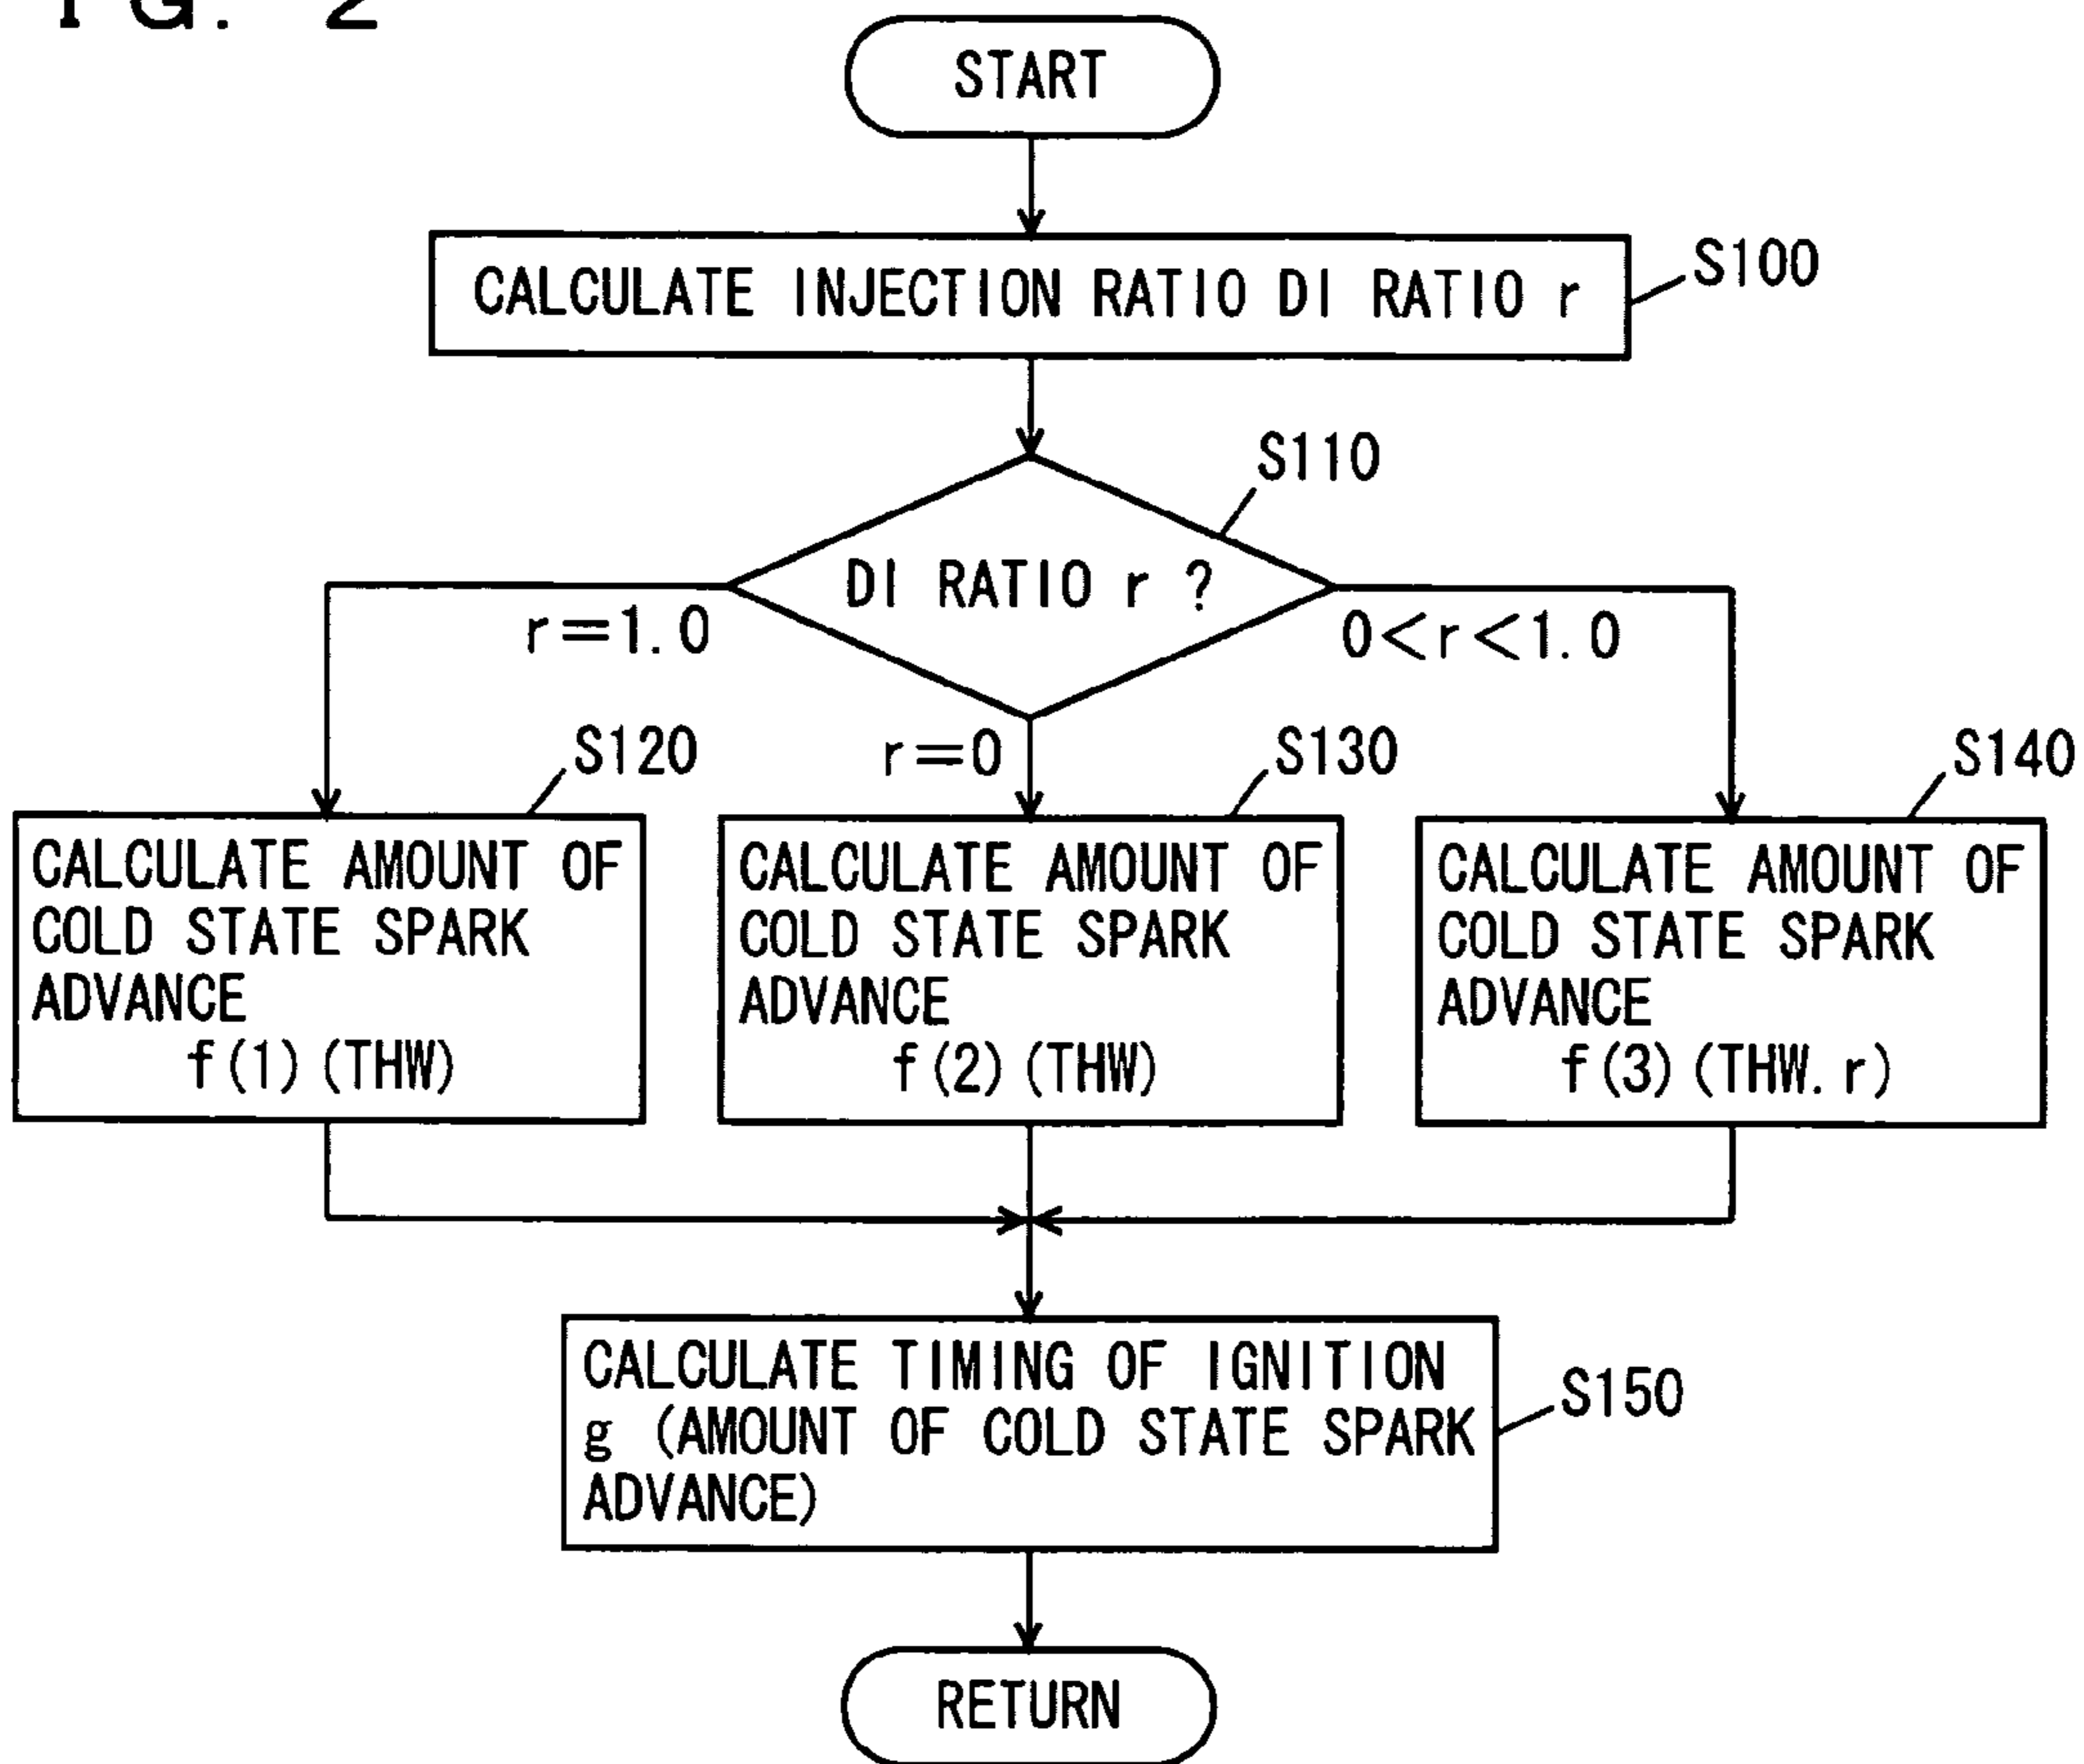 FG. 2
START
CALCULATE INJECTION RATIO DI RATIO r
S100
S110
DI RATIO r ?
r=1.0
0<r<1.0
r=0
S120
S130
S140
CALCULATE AMOUNT OF
COLD STATE SPARK
ADVANCE
f(1)(THW)
CALCULATE AMOUNT OF
COLD STATE SPARK
ADVANCE
f(2)(THW)
CALCULATE AMOUNT OF
COLD STATE SPARK
ADVANCE
f(3)(THW.r)
CALCULATE TIMING OF IGNITION
g (AMOUNT OF COLD STATE SPARK
ADVANCE)
S150
RETURN